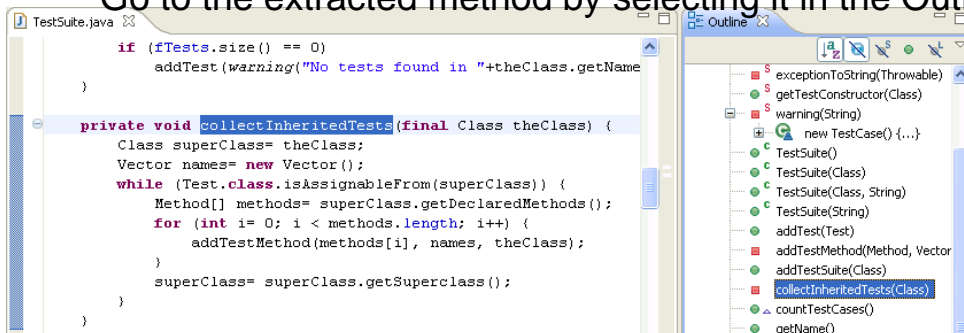 Go to the extracted method by selecting it in the Outl
TestSuite.java
if (fTests.size() == 0)
addTest(warning("No tests found in "+theClass.getName
}
private void collectInheritedTests(final Class theClass) {
Class superClass= theClass;
Vector names= new Vector();
while (Test.class.isAssignableFrom(superClass)) {
Method[] methods= superClass.getDeclaredMethods();
for (int i= 0; i < methods.length; i++) {
addTestMethod(methods[i], names, theClass);
}
superClass= superClass.getSuperclass();
}
}
Outline
exceptionToString(Throwable)
getTestConstructor(Class)
warning(String)
new TestCase() {...}
TestSuite()
TestSuite(Class)
TestSuite(Class, String)
TestSuite(String)
addTest(Test)
addTestMethod(Method, Vector
addTestSuite(Class)
collectInheritedTests(Class)
countTestCases()
getName()